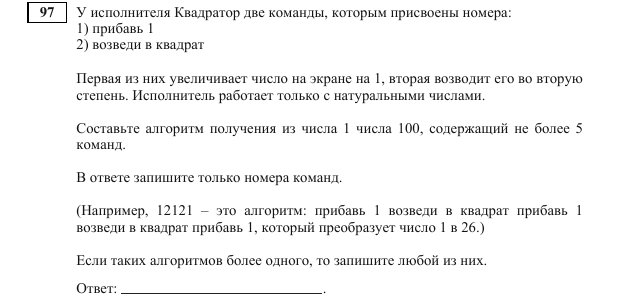 97 У исполнителя Квадратор две команды, которым присвоены номера:
1) прибавь 1
2) возведи в квадрат
Первая из них увеличивает число на экране на 1, вторая возводит его во вторую
степень. Исполнитель работает только с натуральными числами.
Составьте алгоритм получения из числа 1 числа 100, содержащий не более 5
команд.
В ответе запишите только номера команд.
(Например, 12121 – это алгоритм: прибавь 1 возведи в квадрат прибавь 1
возведи в квадрат прибавь 1, который преобразует число 1 в 26.)
Если таких алгоритмов более одного, то запишите любой из них.
Ответ: ___________________________.